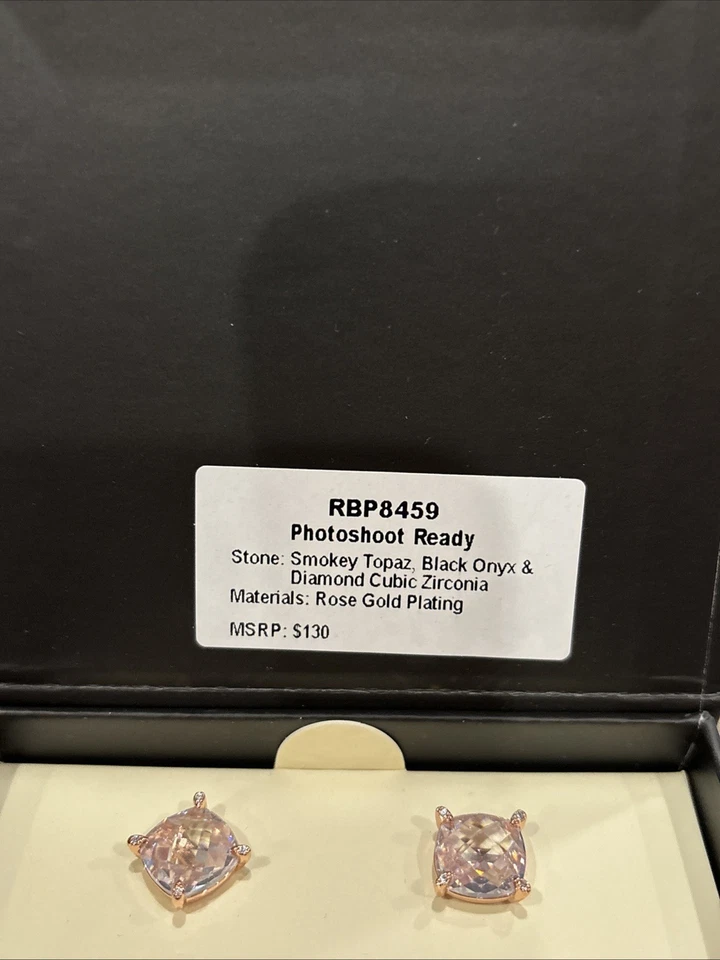 RBP8459
Photoshoot Ready
Stone: Smokey Topaz, Black Onyx &
Diamond Cubic Zirconia
Materials: Rose Gold Plating
MSRP: $130